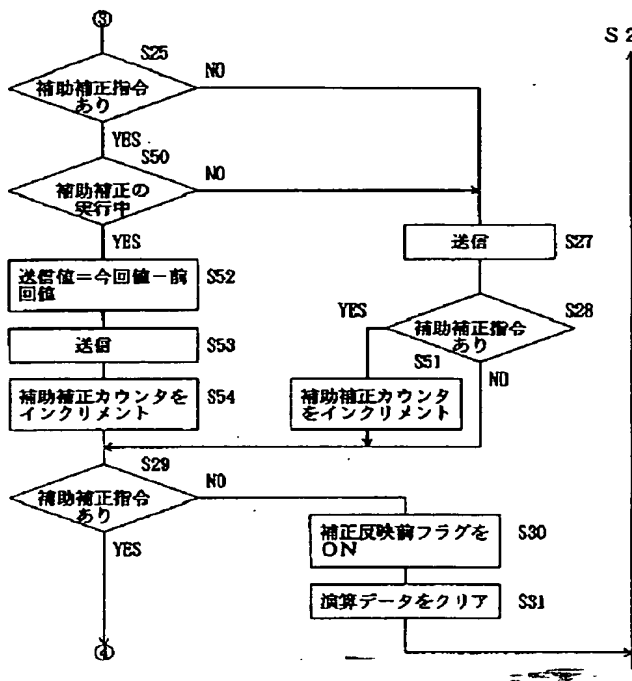 ③
S 2
S25
補助補正指令
あり
NO
YES
S50
補助補正の
実行中
NO
YES
送信
S27
送信値＝今回値－前
回値
S52
S28
補助補正指令
あり
YES
NO
送信
S53
S51
補助補正カウンタ
をインクリメント
補助補正カウンタを
インクリメント
S54
S29
補助補正指令
あり
NO
YES
補正反映前フラグを
ON
S30
演算データをクリア
S31
④